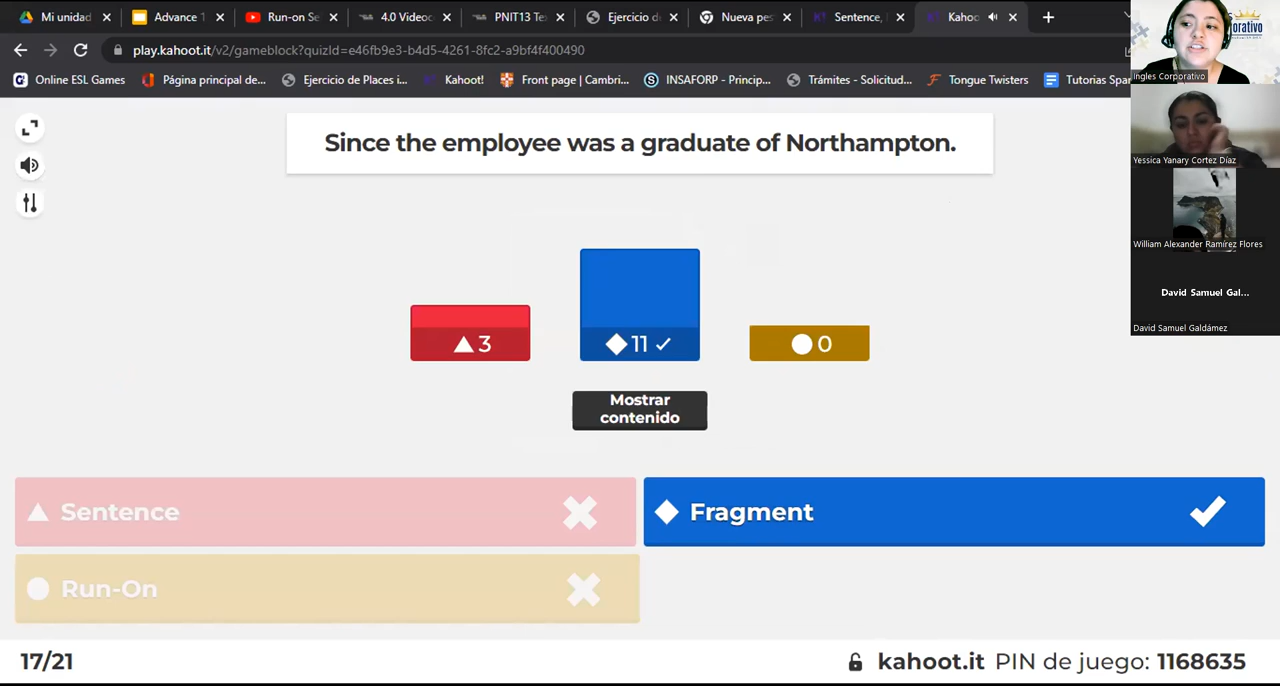 Mi unidad
Advance 1
Run-on Se
4.0 Videoc
PNIT13 Te
Ejercicio d
Nueva pes
Sentence,
Kahoo
play.kahoot.it/v2/gameblock?quizId=e46fb9e3-b4d5-4261-8fc2-a9bf4f400490
Online ESL Games
Página principal de...
Ejercicio de Places i...
Kahoot!
Front page | Cambri...
INSAFORP - Princip...
Trámites - Solicitud...
Tongue Twisters
Tutorias Spar
orativo
Ingles Corporativo
Yessica Yanary Cortez Díaz
William Alexander Ramírez Flores
David Samuel Gal...
David Samuel Galdámez
Since the employee was a graduate of Northampton.
3
11
0
Mostrar
contenido
Sentence
Fragment
Run-On
17/21
kahoot.it PIN de juego: 1168635